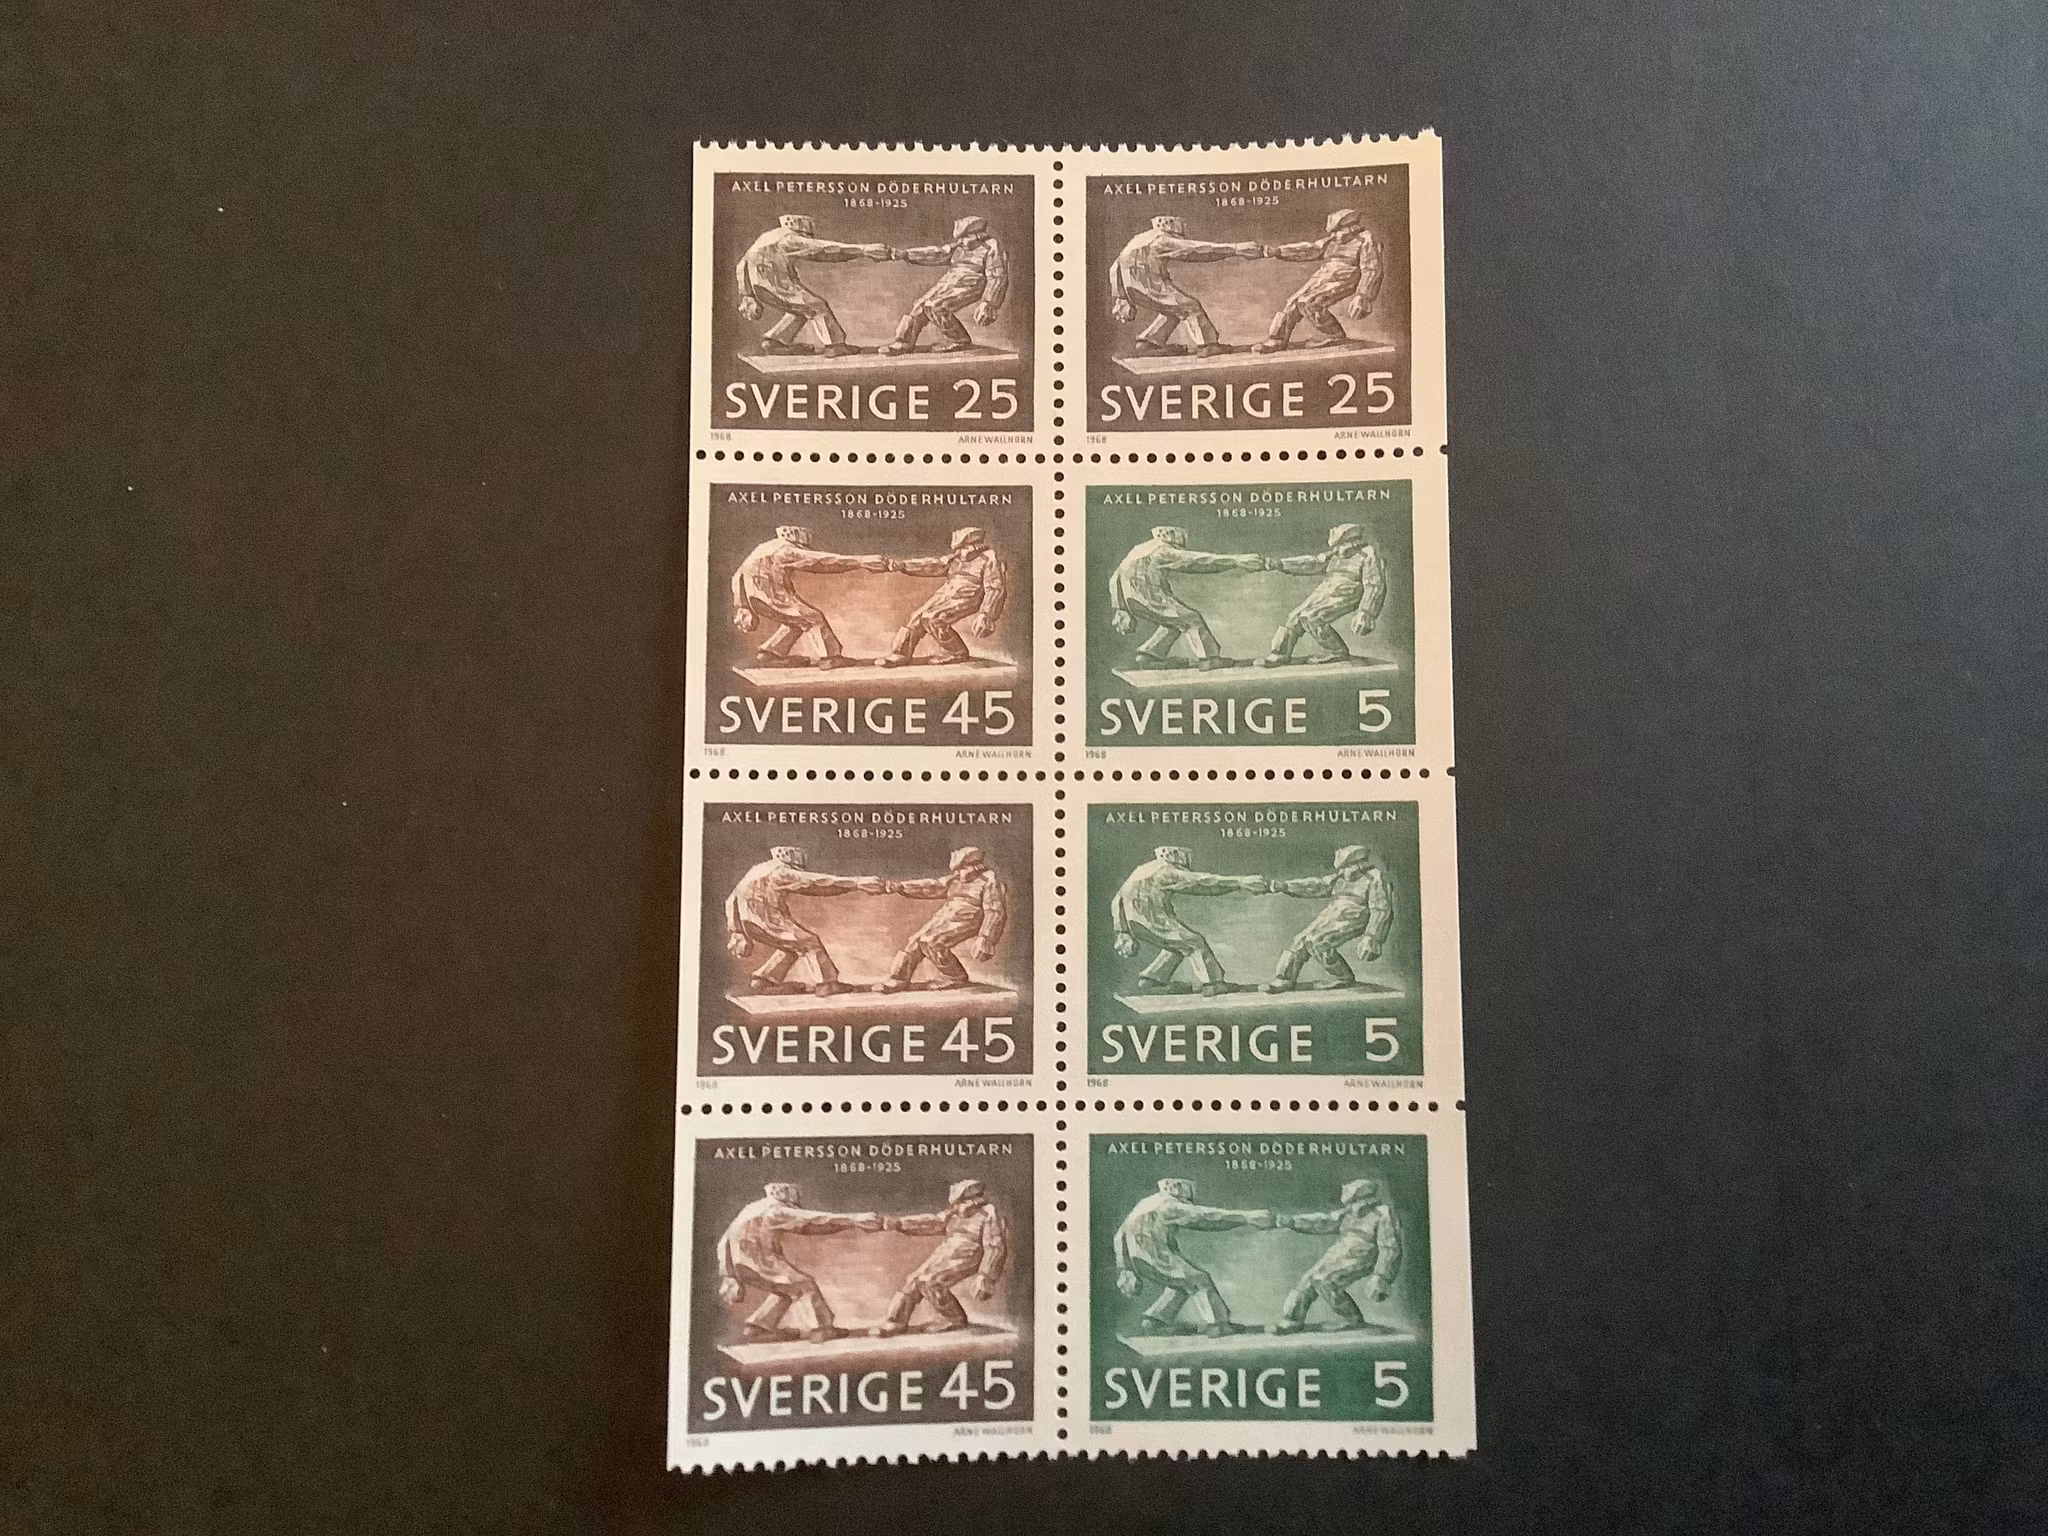 AXEL PETERSSON DÖDERHULTARN
1868-1925
SVERIGE 25
1968 ARNE WALLHORN
AXEL PETERSSON DÖDERHULTARN
1868-1925
SVERIGE 25
1968 ARNE WALLHORN
AXEL PETERSSON DÖDERHULTARN
1868-1925
SVERIGE 45
1968 ARNE WALLHORN
AXEL PETERSSON DÖDERHULTARN
1868-1925
SVERIGE 5
1968 ARNE WALLHORN
AXEL PETERSSON DÖDERHULTARN
1868-1925
SVERIGE 45
1968 ARNE WALLHORN
AXEL PETERSSON DÖDERHULTARN
1868-1925
SVERIGE 5
1968 ARNE WALLHORN
AXEL PETERSSON DÖDERHULTARN
1868-1925
SVERIGE 45
1968 ARNE WALLHORN
AXEL PETERSSON DÖDERHULTARN
1868-1925
SVERIGE 5
1968 ARNE WALLHORN